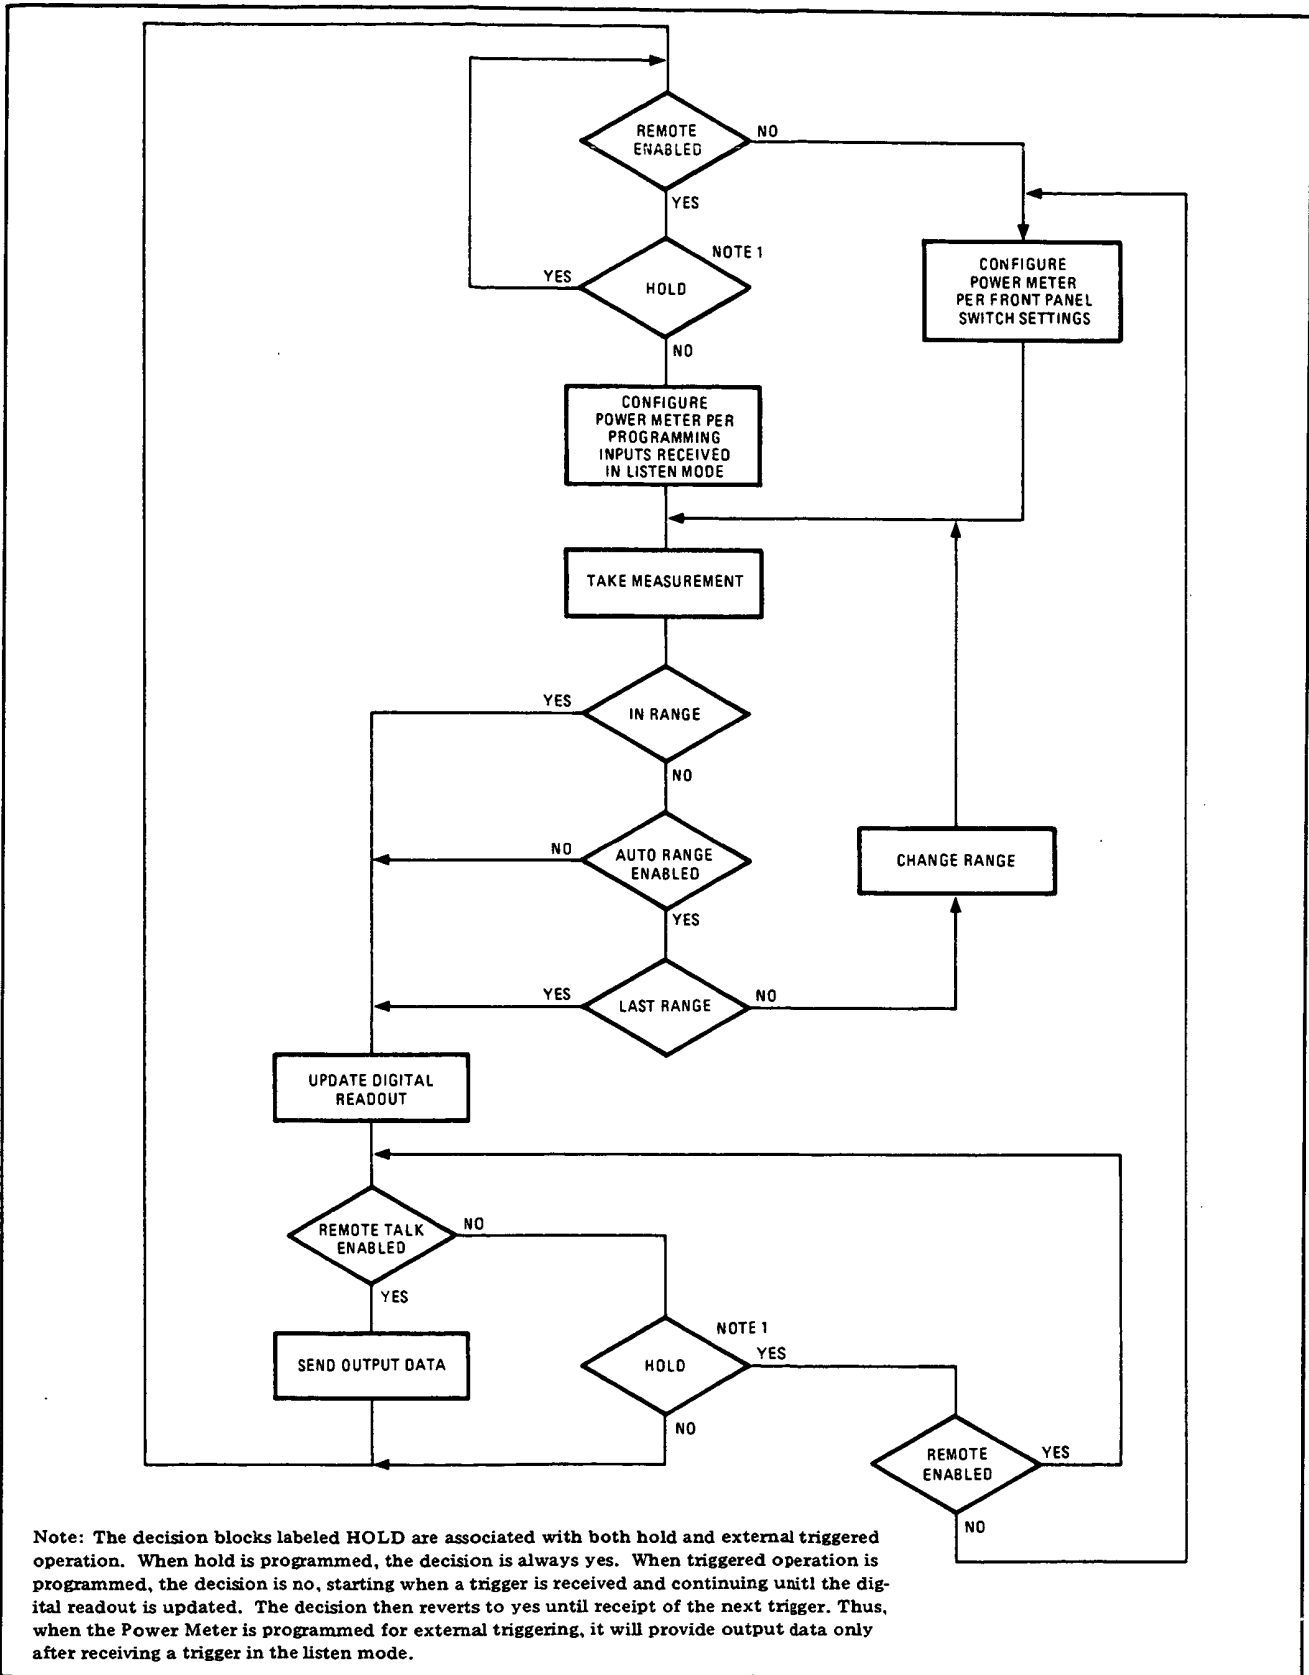 REMOTE
ENABLED
NO
YES
NOTE 1
YES
HOLD
NO
CONFIGURE
POWER METER
PER FRONT PANEL
SWITCH SETTINGS
CONFIGURE
POWER METER PER
PROGRAMMING
INPUTS RECEIVED
IN LISTEN MODE
TAKE MEASUREMENT
YES
IN RANGE
NO
NO
AUTO RANGE
ENABLED
YES
CHANGE RANGE
YES
LAST RANGE
NO
UPDATE DIGITAL
READOUT
REMOTE TALK
ENABLED
NO
YES
SEND OUTPUT DATA
NOTE 1
HOLD
YES
NO
REMOTE
ENABLED
YES
NO
Note: The decision blocks labeled HOLD are associated with both hold and external triggered
operation. When hold is programmed, the decision is always yes. When triggered operation is
programmed, the decision is no, starting when a trigger is received and continuing unitl the dig-
ital readout is updated. The decision then reverts to yes until receipt of the next trigger. Thus,
when the Power Meter is programmed for external triggering, it will provide output data only
after receiving a trigger in the listen mode.